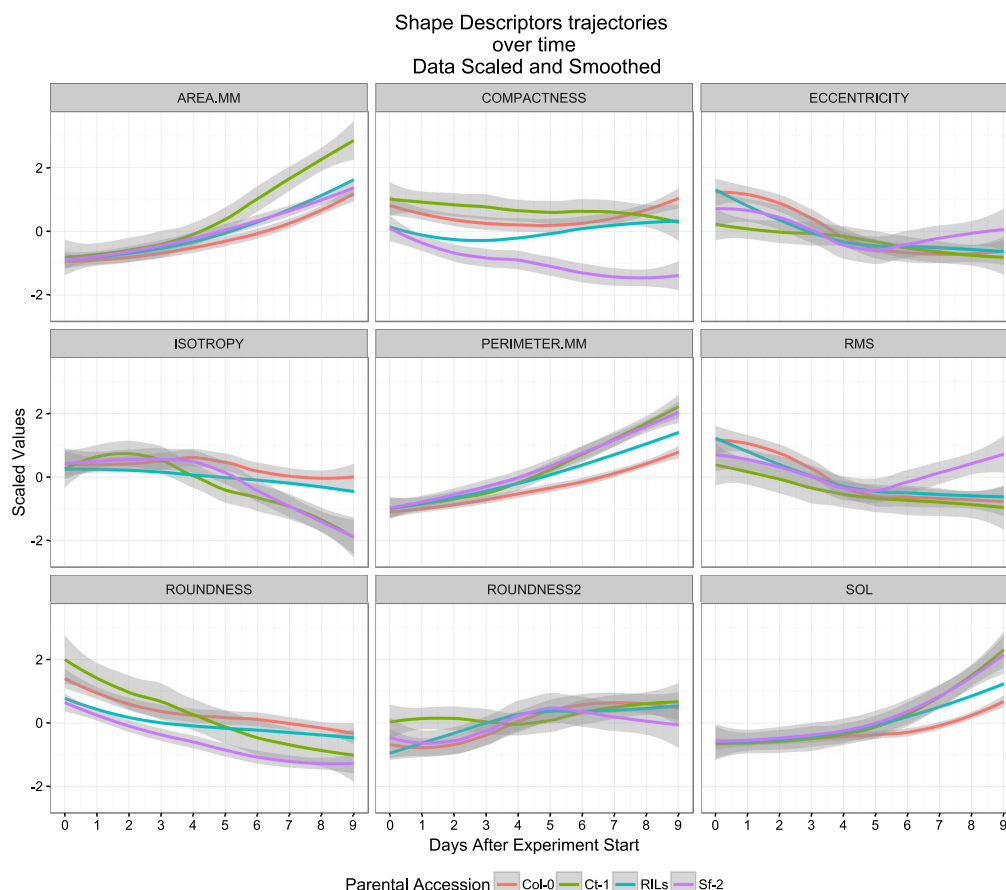 Shape Descriptors trajectories
over time
Data Scaled and Smoothed
AREA.MM COMPACTNESS ECCENTRICITY
2
0
-2
ISOTROPY PERIMETER.MM RMS
2
0
-2
ROUNDNESS ROUNDNESS2 SOL
2
0
-2
Scaled Values
0 1 2 3 4 5 6 7 8 9 0 1 2 3 4 5 6 7 8 9 0 1 2 3 4 5 6 7 8 9
Days After Experiment Start
Parental Accession Col-0 Ct-1 RILs Sf-2